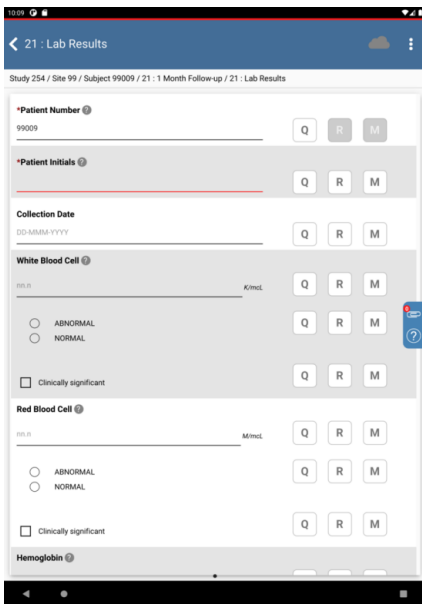 10:09
21 : Lab Results
Study 254 / Site 99 / Subject 99009 / 21 : 1 Month Follow-up / 21 : Lab Results
*Patient Number ?
99009
Q R M
*Patient Initials ?
Q R M
Collection Date
DD-MMM-YYYY
Q R M
White Blood Cell ?
nn.n K/mcL Q R M
ABNORMAL Q R M
NORMAL
Clinically significant Q R M
Red Blood Cell ?
nn.n M/mcL Q R M
ABNORMAL Q R M
NORMAL
Clinically significant Q R M
Hemoglobin ?
0
?